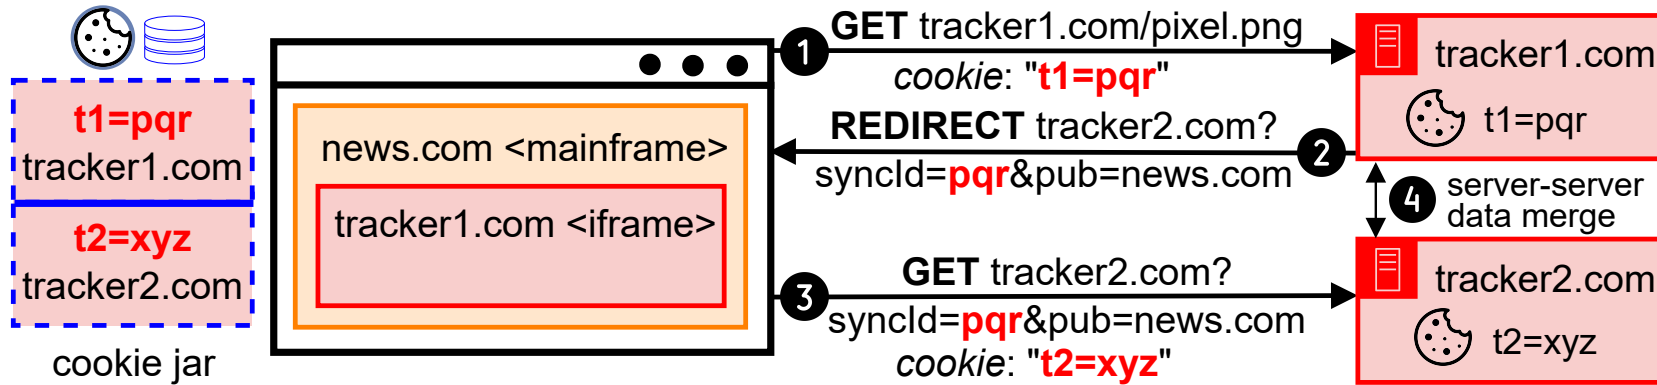 t1=pqr
tracker1.com
t2=xyz
tracker2.com
cookie jar
news.com <mainframe>
tracker1.com <iframe>
1
GET tracker1.com/pixel.png
cookie: "t1=pqr"
REDIRECT tracker2.com?
2
syncId=pqr&pub=news.com
GET tracker2.com?
3
syncId=pqr&pub=news.com
cookie: "t2=xyz"
tracker1.com
t1=pqr
4
server-server
data merge
tracker2.com
t2=xyz